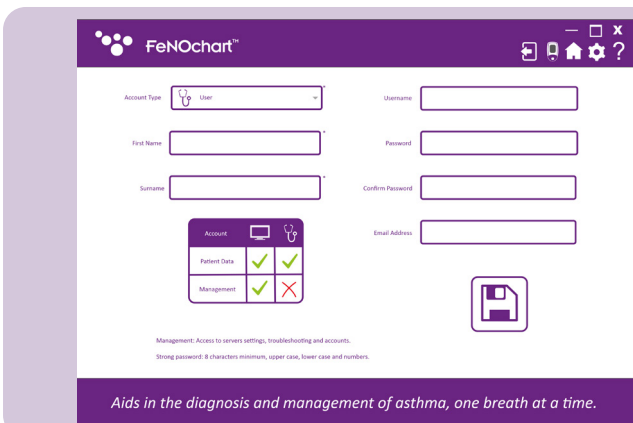 FeNOchart™
Account Type
User
Username
First Name
Password
Surname
Confirm Password
Account
Email Address
Patient Data
Management
Management: Access to servers settings, troubleshooting and accounts.
Strong password: 8 characters minimum, upper case, lower case and numbers.
Aids in the diagnosis and management of asthma, one breath at a time.